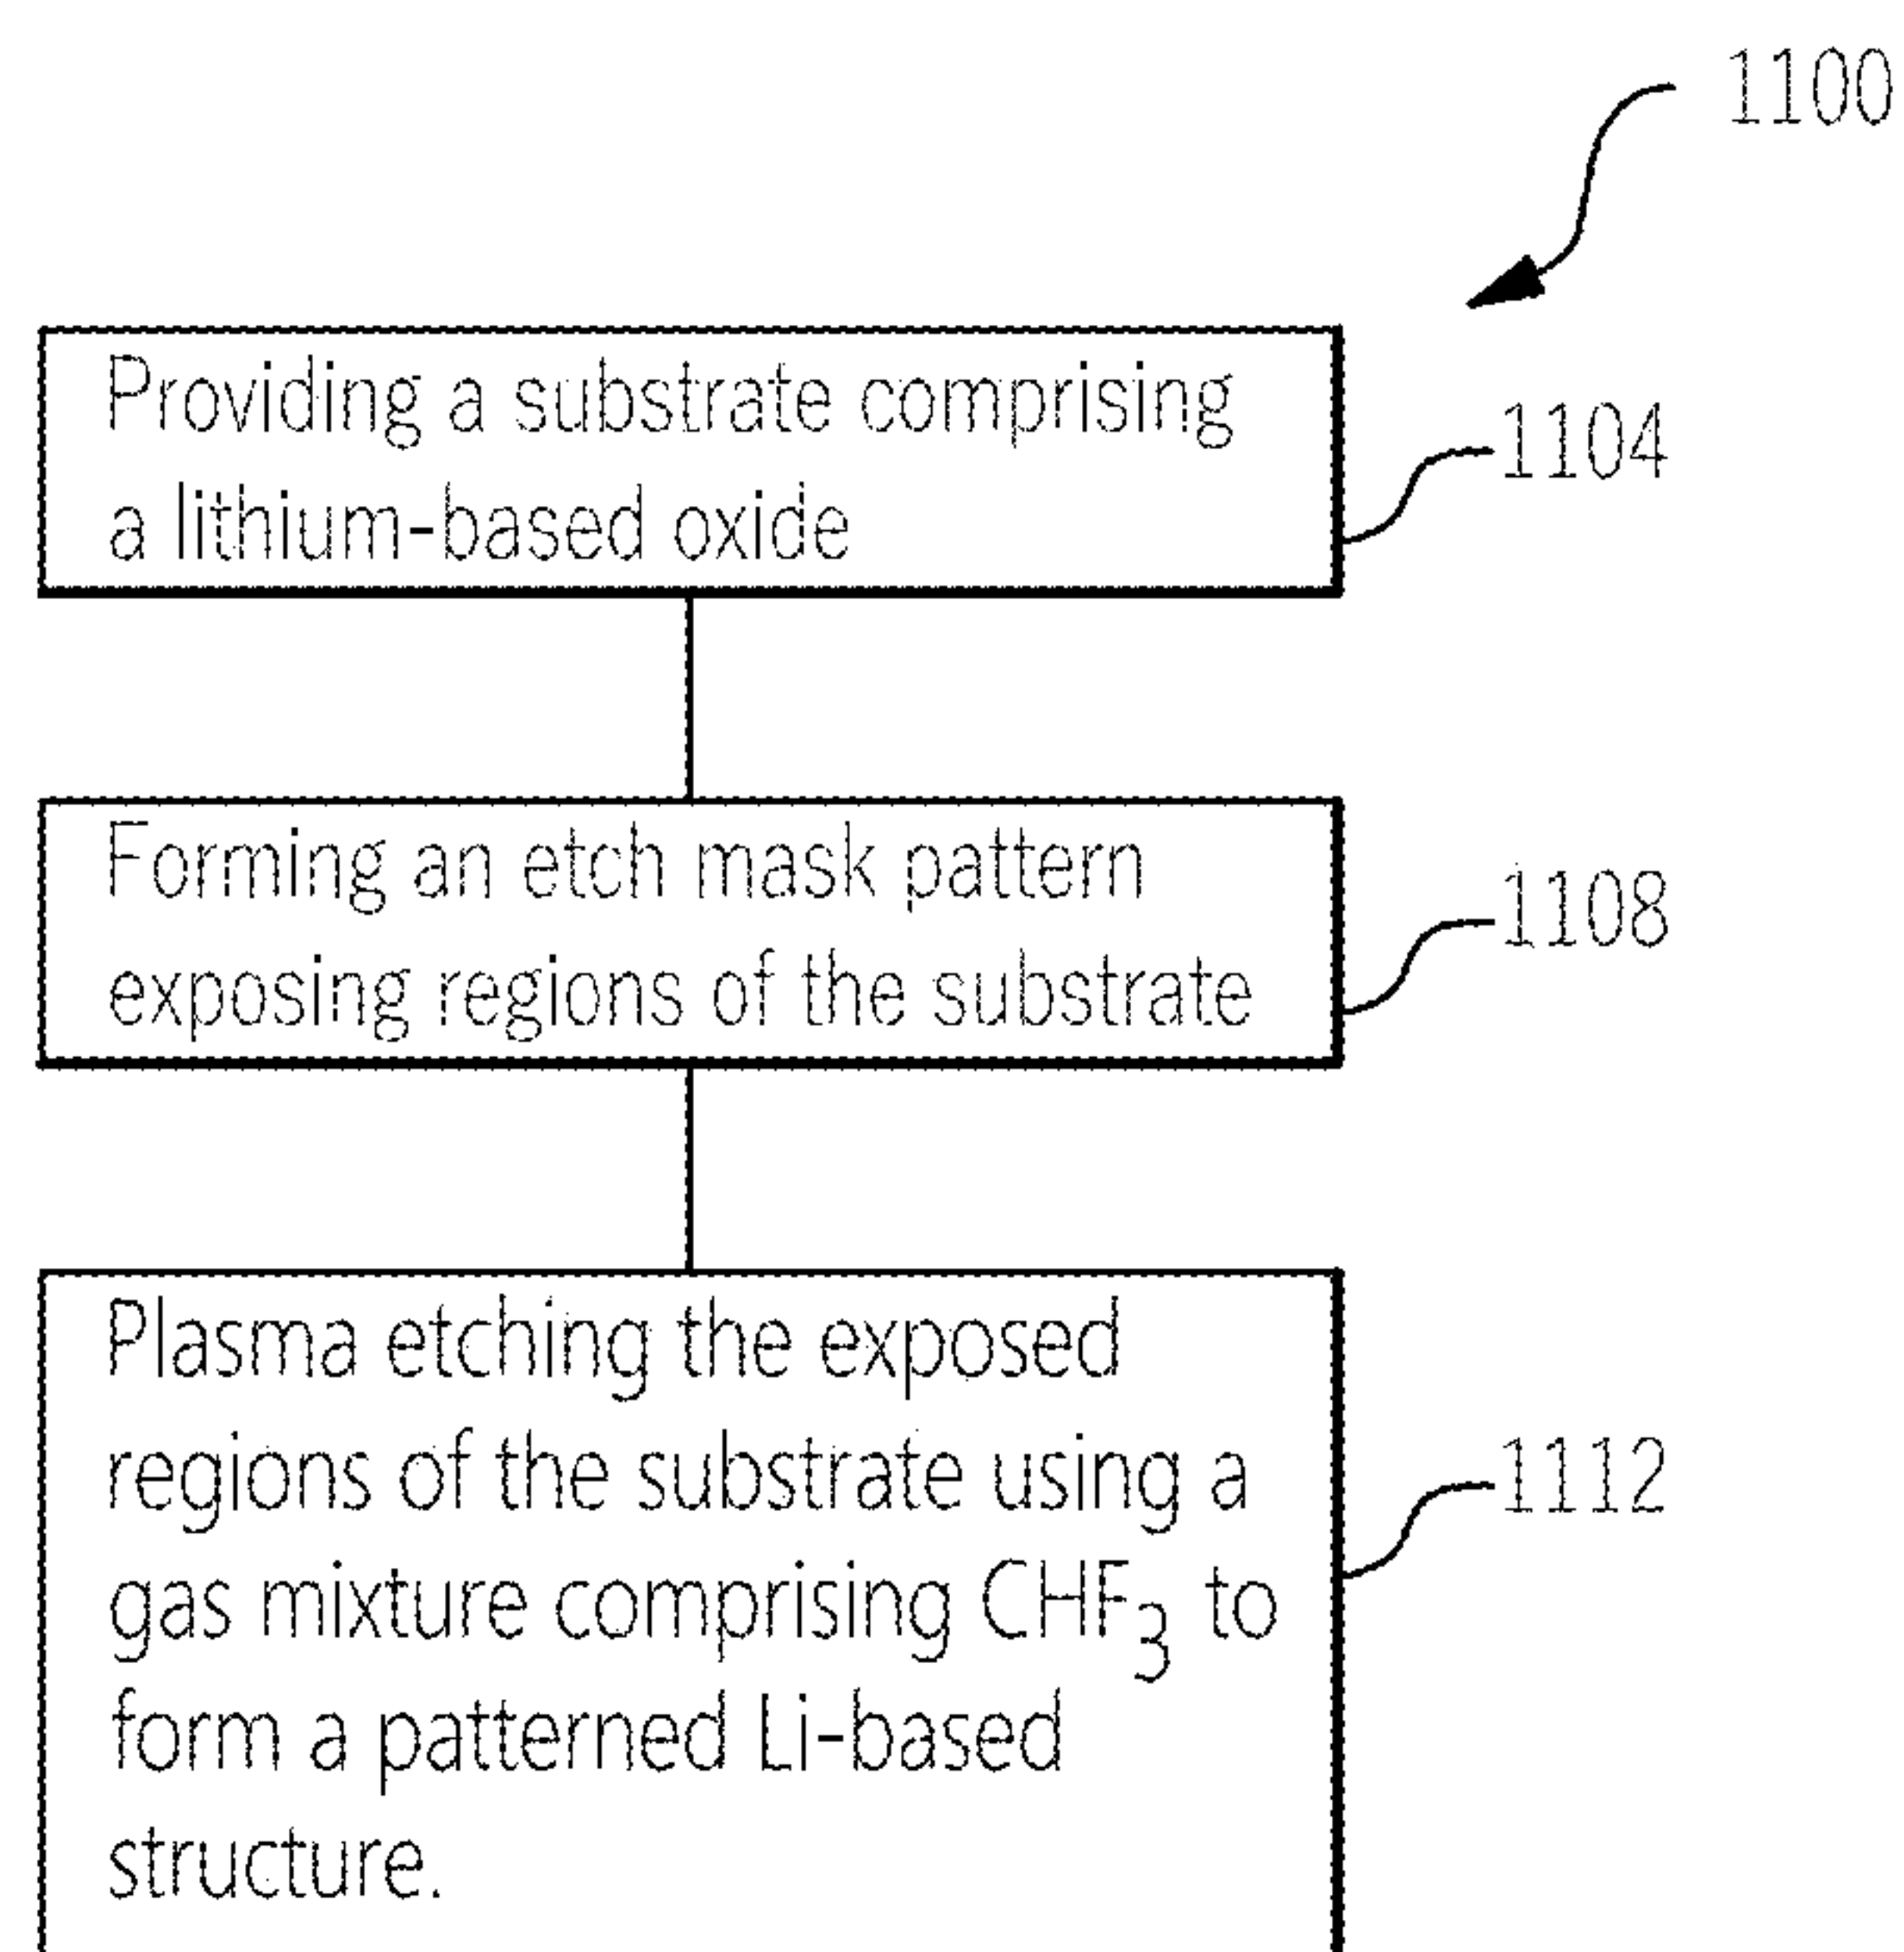 1100
Providing a substrate comprising
a lithium-based oxide
1104
Forming an etch mask pattern
exposing regions of the substrate
1108
Plasma etching the exposed
regions of the substrate using a
gas mixture comprising CHF₃ to
form a patterned Li-based
structure.
1112